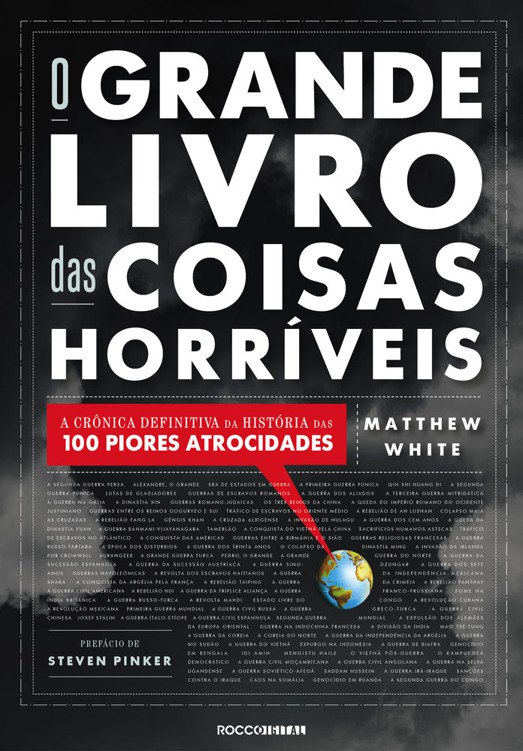 O GRANDE
LIVRO
das COISAS
HORRÍVEIS
A CRÔNICA DEFINITIVA DA HISTÓRIA DAS
100 PIORES ATROCIDADES
MATTHEW
WHITE
A SEGUNDA GUERRA PERSA ALEXANDRE, O GRANDE ERA DE ESTADOS EM GUERRA A PRIMEIRA GUERRA PÚNICA QIN SHI HUANG DI A SEGUNDA
GUERRA PÚNICA LUTAS DE GLADIADORES GUERRAS DE ESCRAVOS ROMANOS A GUERRA DOS ALIADOS A TERCEIRA GUERRA MITRIDÁTICA
A GUERRA NA GÁLIA A DINASTIA XIN GUERRAS ROMANO-JUDAICAS OS TRÊS REINOS DA CHINA A QUEDA DO IMPÉRIO ROMANO DO OCIDENTE
JUSTINIANO GUERRAS ENTRE OS REINOS GOGURYEO E SUI TRÁFICO DE ESCRAVOS NO ORIENTE MÉDIO A REBELIÃO DE AN LUSHAN COLAPSO MAIA
AS CRUZADAS A REBELIÃO FANG LA GÊNGIS KHAN A CRUZADA ALBIGENSE A INVASÃO DE HULAGU A GUERRA DOS CEM ANOS A QUEDA DA
DINASTIA YUAN A GUERRA BAHMANI-VIJAYANAGARA TAMERLÃO A CONQUISTA DO VIETNÃ PELA CHINA SACRIFÍCIOS HUMANOS ASTECAS TRÁFICO
DE ESCRAVOS NO ATLÂNTICO A CONQUISTA DAS AMÉRICAS GUERRAS ENTRE A BIRMÂNIA GUERRAS RELIGIOSAS FRANCESAS A GUERRA
RUSSO-TÁRTARA A ÉPOCA DOS DISTÚRBIOS A GUERRA DOS TRINTA ANOS O COLAPSO DA DINASTIA MING A INVASÃO DA IRLANDA
POR CROMWELL AURANGZEB A GRANDE GUERRA TURCA PEDRO, O GRANDE A GRANDE GUERRA DO NORTE A GUERRA DA
SUCESSÃO ESPANHOLA A GUERRA DA SUCESSÃO AUSTRÍACA A GUERRA SINO- DZUNGAR A GUERRA DOS SETE
ANOS GUERRAS NAPOLEÔNICAS A REVOLTA DOS ESCRAVOS HAITIANOS A GUERRA DA INDEPENDÊNCIA MEXICANA
SHAKA A CONQUISTA DA ARGÉLIA PELA FRANÇA A REBELIÃO TAIPING A GUERRA DA CRIMEIA A REBELIÃO PANTHAY
A GUERRA CIVIL AMERICANA A REBELIÃO HUI A GUERRA DA TRÍPLICE ALIANÇA A GUERRA FRANCO-PRUSSIANA FOME NA
ÍNDIA BRITÂNICA A GUERRA RUSSO-TURCA A REVOLTA MAHDI ESTADO LIVRE DO CONGO A REVOLUÇÃO CUBANA
A REVOLUÇÃO MEXICANA PRIMEIRA GUERRA MUNDIAL A GUERRA CIVIL RUSSA A GUERRA GRECO-TURCA A GUERRA CIVIL
CHINESA JOSEF STÁLIN A GUERRA ÍTALO-ETÍOPE A GUERRA CIVIL ESPANHOLA SEGUNDA GUERRA MUNDIAL A EXPULSÃO DOS ALEMÃES
DA EUROPA ORIENTAL GUERRA NA INDOCHINA FRANCESA A DIVISÃO DA ÍNDIA MAO TSÉ-TUNG
A GUERRA DA COREIA A COREIA DO NORTE A GUERRA DA INDEPENDÊNCIA DA ARGÉLIA A GUERRA
NO SUDÃO A GUERRA DO VIETNÃ EXPURGO NA INDONÉSIA A GUERRA DE BIAFRA GENOCÍDIO
EM BENGALA IDI AMIN MENGISTU HAILE O VIETNÃ PÓS-GUERRA O KAMPUCHEA
DEMOCRÁTICO A GUERRA CIVIL MOÇAMBICANA A GUERRA CIVIL ANGOLANA A GUERRA NA SELVA
UGANDENSE A GUERRA SOVIÉTICO-AFEGÃ SADDAM HUSSEIN A GUERRA IRÃ-IRAQUE SANÇÕES
CONTRA O IRAQUE CAOS NA SOMÁLIA GENOCÍDIO EM RUANDA A SEGUNDA GUERRA DO CONGO
PREFÁCIO DE
STEVEN PINKER
ROCCODIGITAL